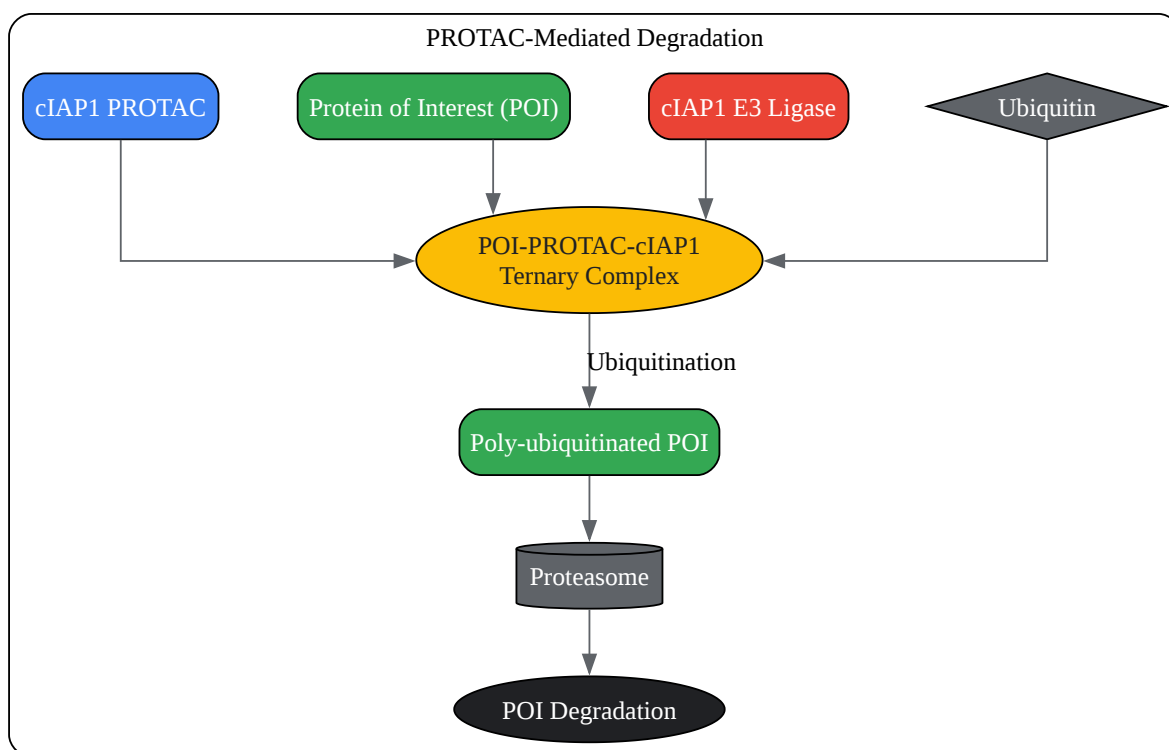 PROTAC-Mediated Degradation
cIAP1 PROTAC
Protein of Interest (POI)
cIAP1 E3 Ligase
Ubiquitin
POI-PROTAC-cIAP1
Ternary Complex
Ubiquitination
Poly-ubiquitinated POI
Proteasome
POI Degradation